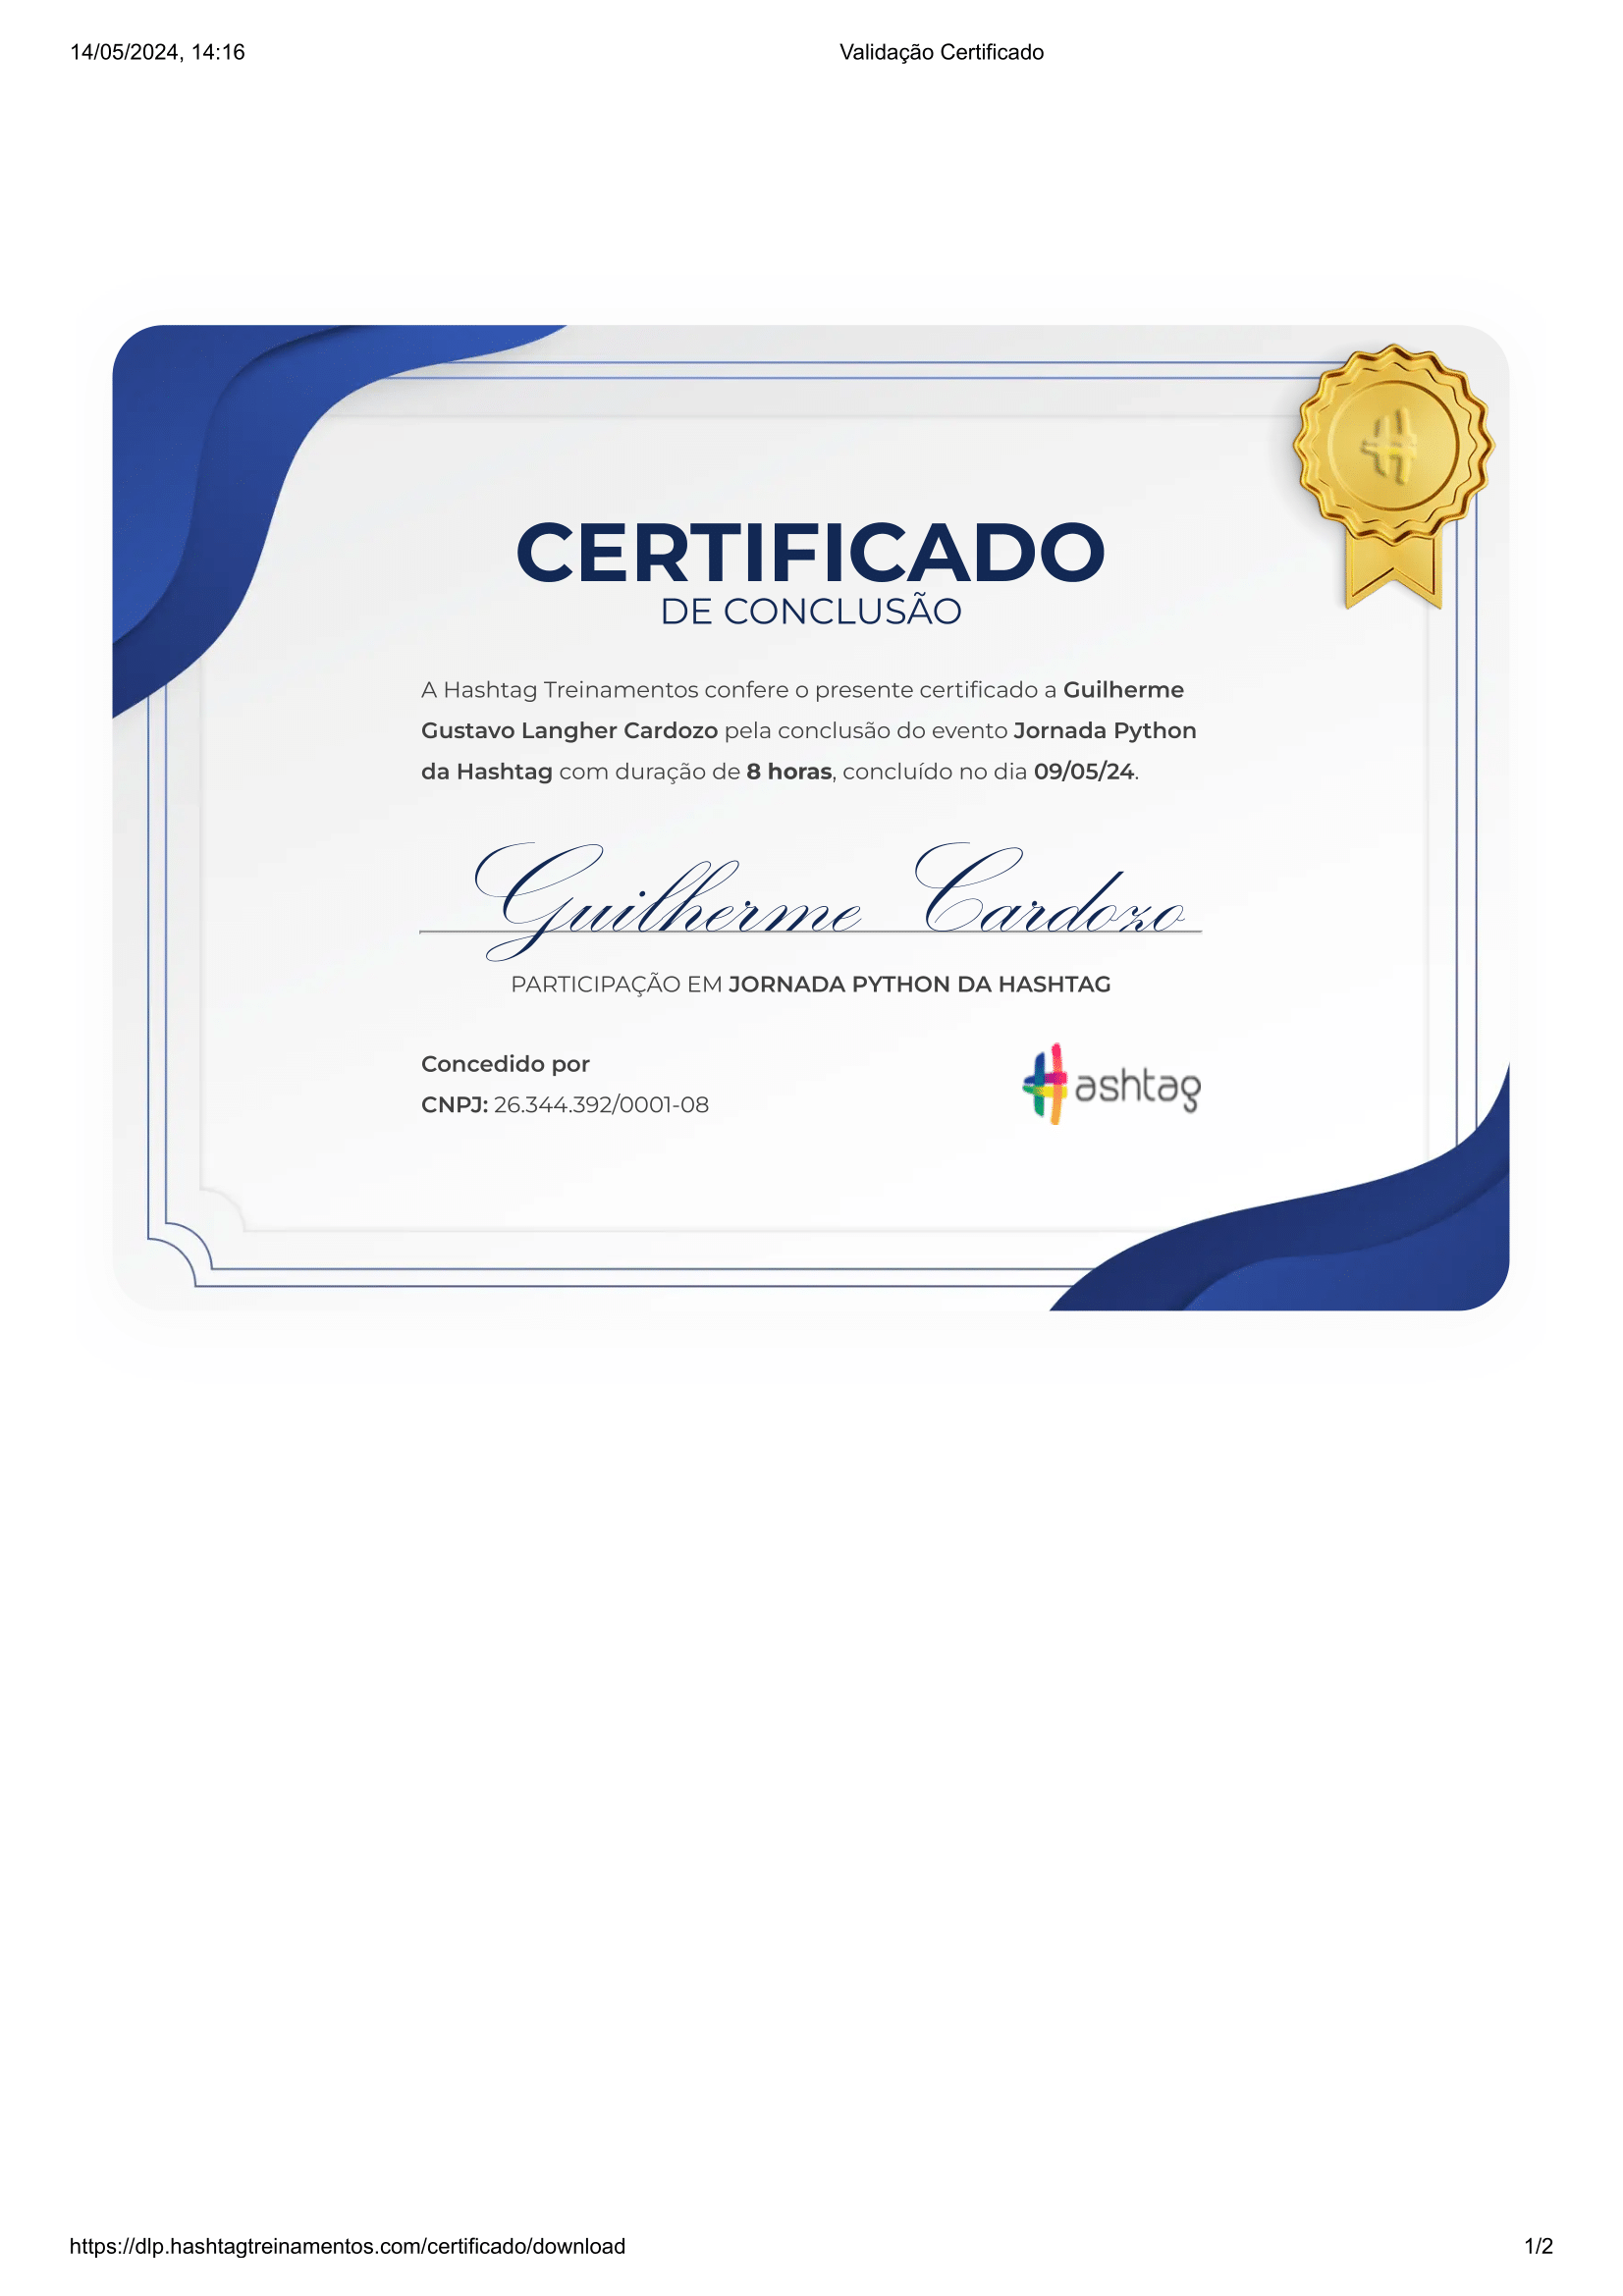 14/05/2024, 14:16
Validação Certificado
CERTIFICADO
DE CONCLUSÃO
A Hashtag Treinamentos confere o presente certificado a Guilherme
Gustavo Langher Cardozo pela conclusão do evento Jornada Python
da Hashtag com duração de 8 horas, concluído no dia 09/05/24.
Guilherme Cardozo
PARTICIPAÇÃO EM JORNADA PYTHON DA HASHTAG
Concedido por
CNPJ: 26.344.392/0001-08
ashtag
https://dlp.hashtagtreinamentos.com/certificado/download
1/2